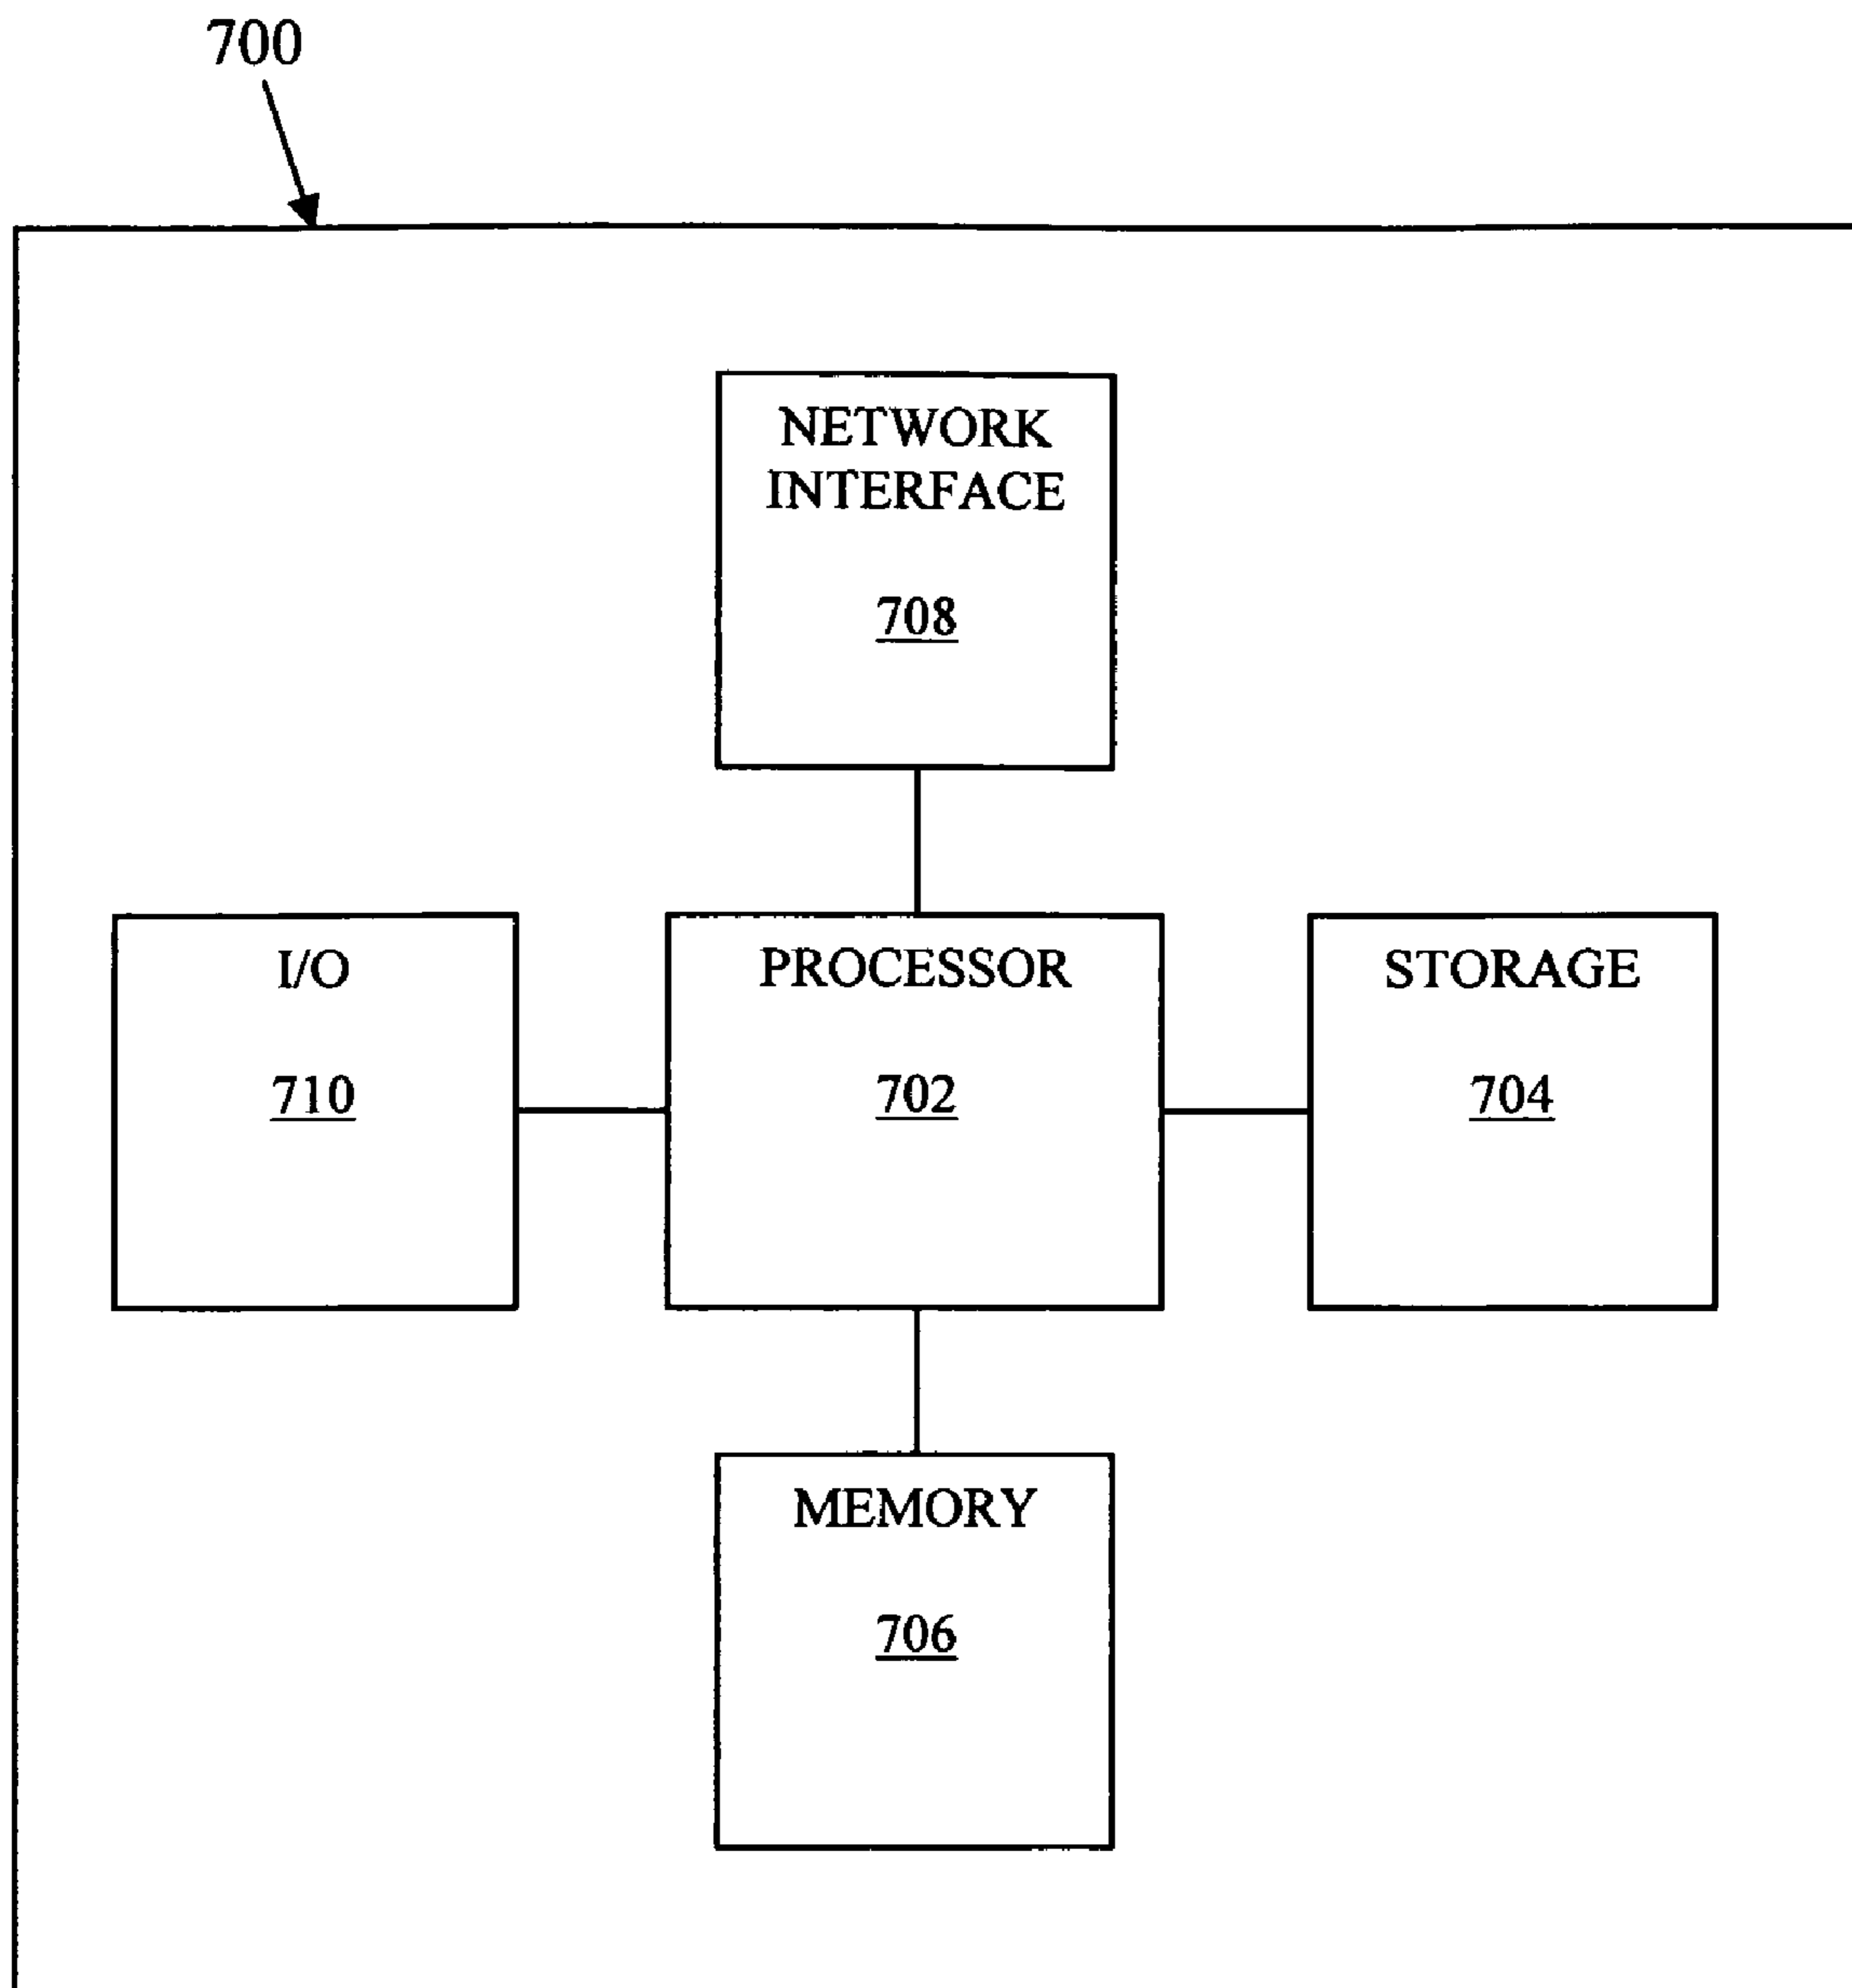 700
NETWORK
INTERFACE
708
I/O
710
PROCESSOR
702
STORAGE
704
MEMORY
706